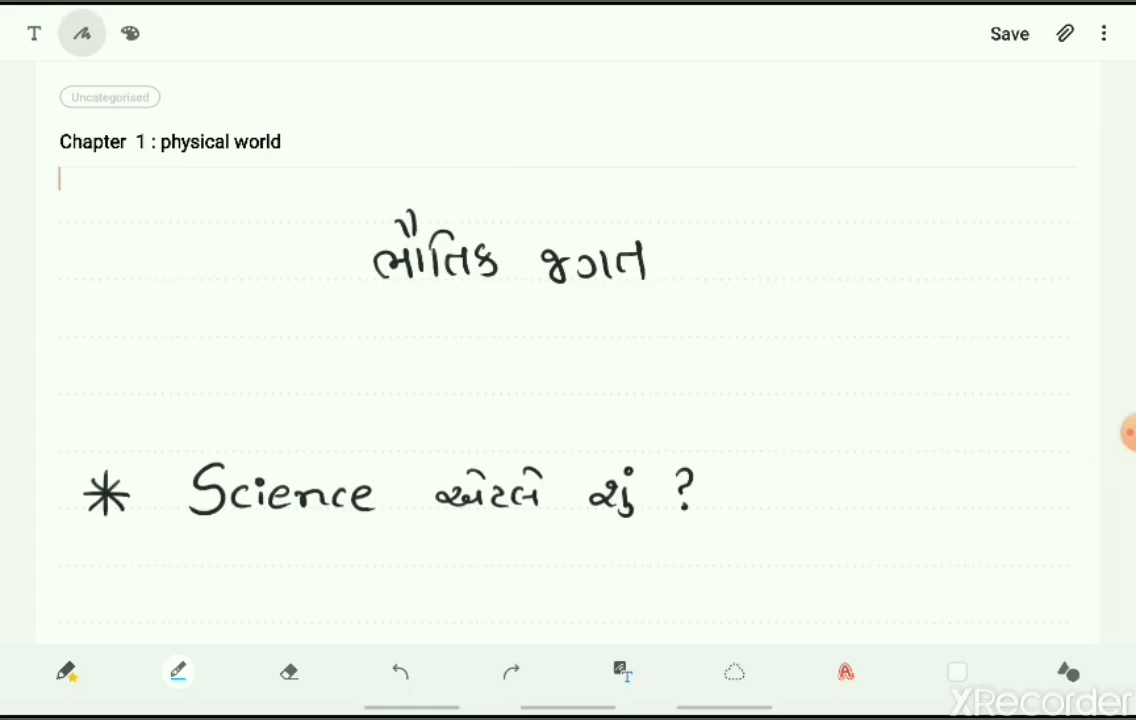 T Save
Uncategorised
Chapter 1 : physical world
ભૌતિક જગત
* Science એટલે શું ?
T A
XRecorder